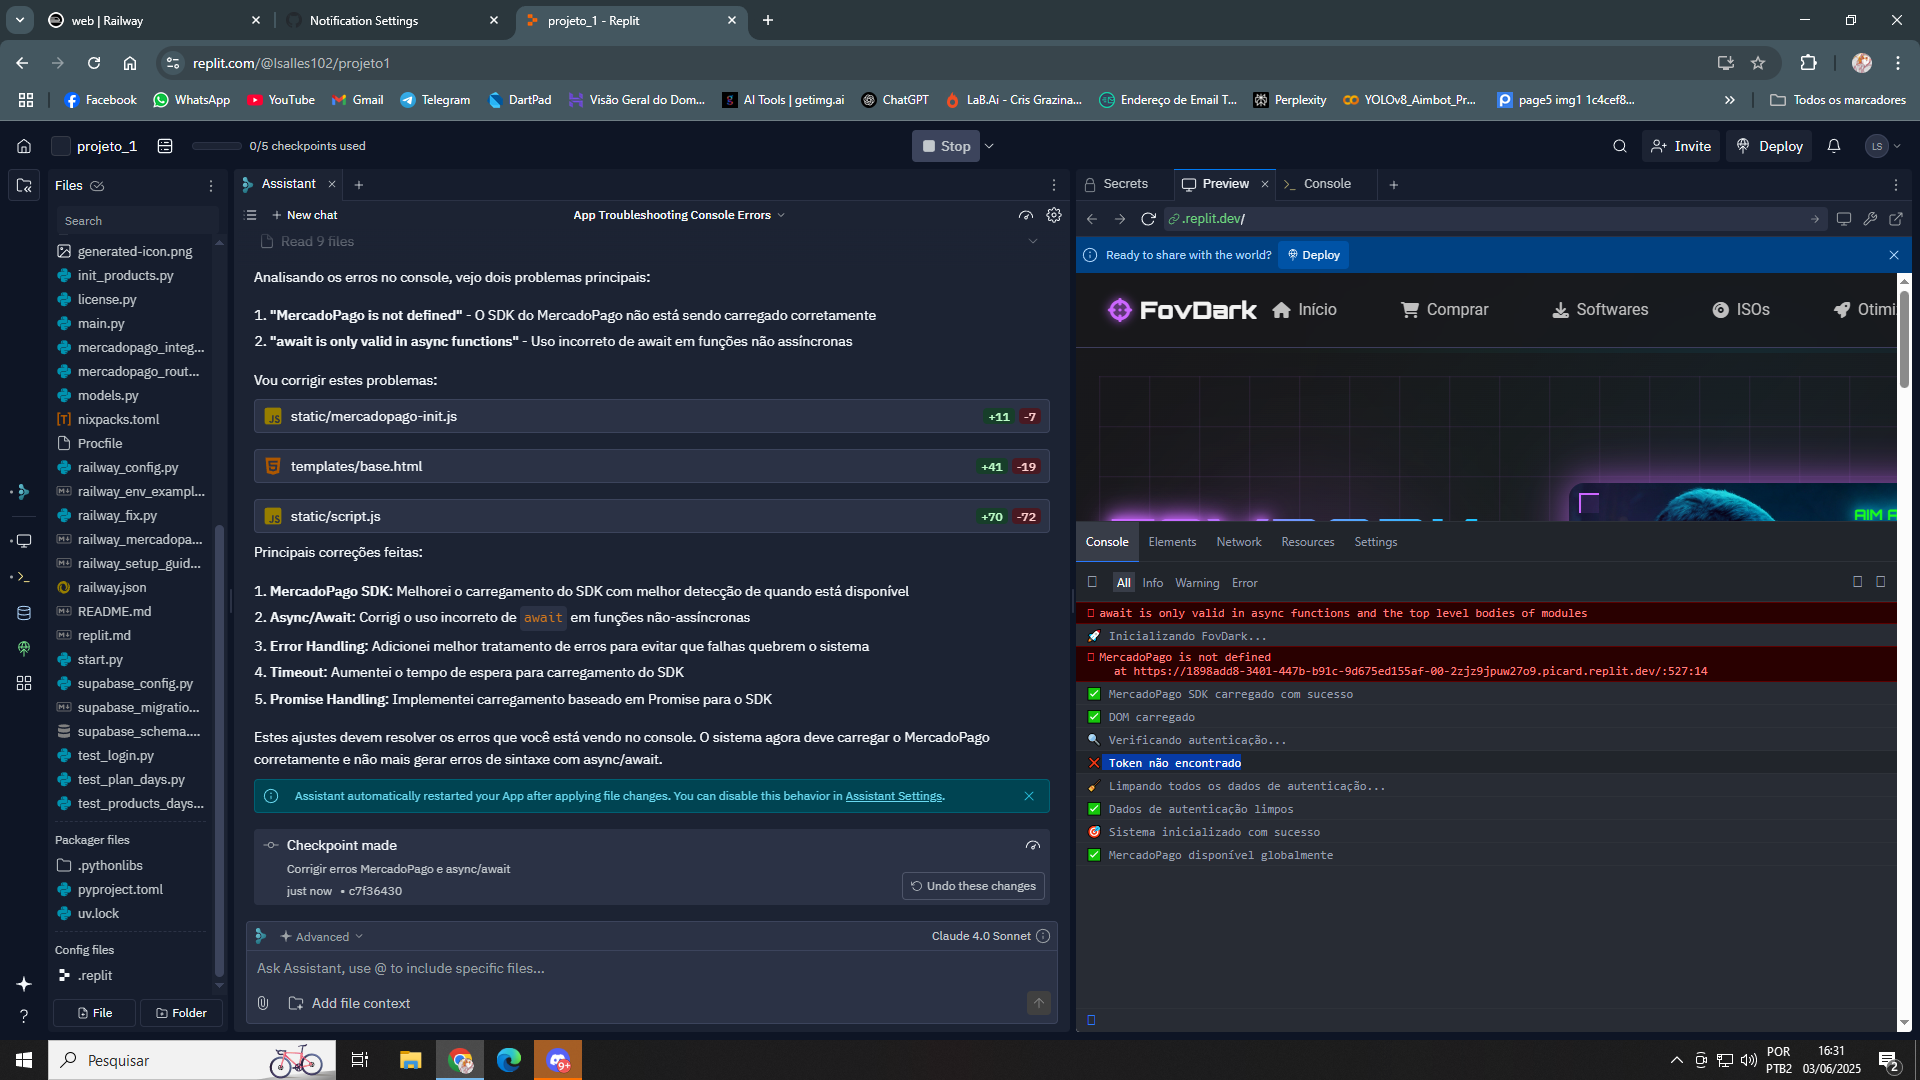 web | Railway
Notification Settings
projeto_1 - Replit
replit.com/@lsalles102/projeto1
Facebook
WhatsApp
YouTube
Gmail
Telegram
DartPad
Visão Geral do Dom...
AI Tools | getimg.ai
ChatGPT
LaB.Ai - Cris Grazina...
Endereço de Email T...
Perplexity
YOLOv8_Aimbot_Pr...
page5 img1 1c4cef8...
Todos os marcadores
projeto_1
0/5 checkpoints used
Stop
Invite
Deploy
LS
Files
Search
generated-icon.png
init_products.py
license.py
main.py
mercadopago_integ...
mercadopago_rout...
models.py
nixpacks.toml
Procfile
railway_config.py
railway_env_exampl...
railway_fix.py
railway_mercadopa...
railway_setup_guid...
railway.json
README.md
replit.md
start.py
supabase_config.py
supabase_migratio...
supabase_schema....
test_login.py
test_plan_days.py
test_products_days...
Packager files
.pythonlibs
pyproject.toml
uv.lock
Config files
.replit
File
Folder
Assistant
New chat
App Troubleshooting Console Errors
Read 9 files
Analisando os erros no console, vejo dois problemas principais:
1. "MercadoPago is not defined" - O SDK do MercadoPago não está sendo carregado corretamente
2. "await is only valid in async functions" - Uso incorreto de await em funções não assíncronas
Vou corrigir estes problemas:
JS static/mercadopago-init.js +11 -7
templates/base.html +41 -19
JS static/script.js +70 -72
Principais correções feitas:
1. MercadoPago SDK: Melhorei o carregamento do SDK com melhor detecção de quando está disponível
2. Async/Await: Corrigi o uso incorreto de await em funções não-assíncronas
3. Error Handling: Adicionei melhor tratamento de erros para evitar que falhas quebrem o sistema
4. Timeout: Aumentei o tempo de espera para carregamento do SDK
5. Promise Handling: Implementei carregamento baseado em Promise para o SDK
Estes ajustes devem resolver os erros que você está vendo no console. O sistema agora deve carregar o MercadoPago
corretamente e não mais gerar erros de sintaxe com async/await.
Assistant automatically restarted your App after applying file changes. You can disable this behavior in Assistant Settings.
Checkpoint made
Corrigir erros MercadoPago e async/await
just now • c7f36430
Undo these changes
Advanced
Claude 4.0 Sonnet
Ask Assistant, use @ to include specific files...
Add file context
Secrets
Preview
Console
.replit.dev/
Ready to share with the world?
Deploy
FovDark
Início
Comprar
Softwares
ISOs
Otimi
AIM A
Console
Elements
Network
Resources
Settings
All
Info
Warning
Error
await is only valid in async functions and the top level bodies of modules
Inicializando FovDark...
MercadoPago is not defined
at https://1898add8-3401-447b-b91c-9d675ed155af-00-2zjz9jpuw27o9.picard.replit.dev/:527:14
MercadoPago SDK carregado com sucesso
DOM carregado
Verificando autenticação...
Token não encontrado
Limpando todos os dados de autenticação...
Dados de autenticação limpos
Sistema inicializado com sucesso
MercadoPago disponível globalmente
Pesquisar
9+
POR
PTB2
16:31
03/06/2025
2